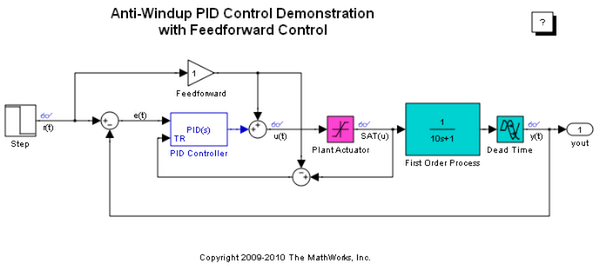 Anti-Windup PID Control Demonstration
with Feedforward Control
?
1
Feedforward
Step
r(t)
e(t)
PID(s)
TR
PID Controller
u(t)
Plant Actuator
SAT(u)
1
10s+1
First Order Process
Dead Time
y(t)
1
yout
Copyright 2009-2010 The MathWorks, Inc.